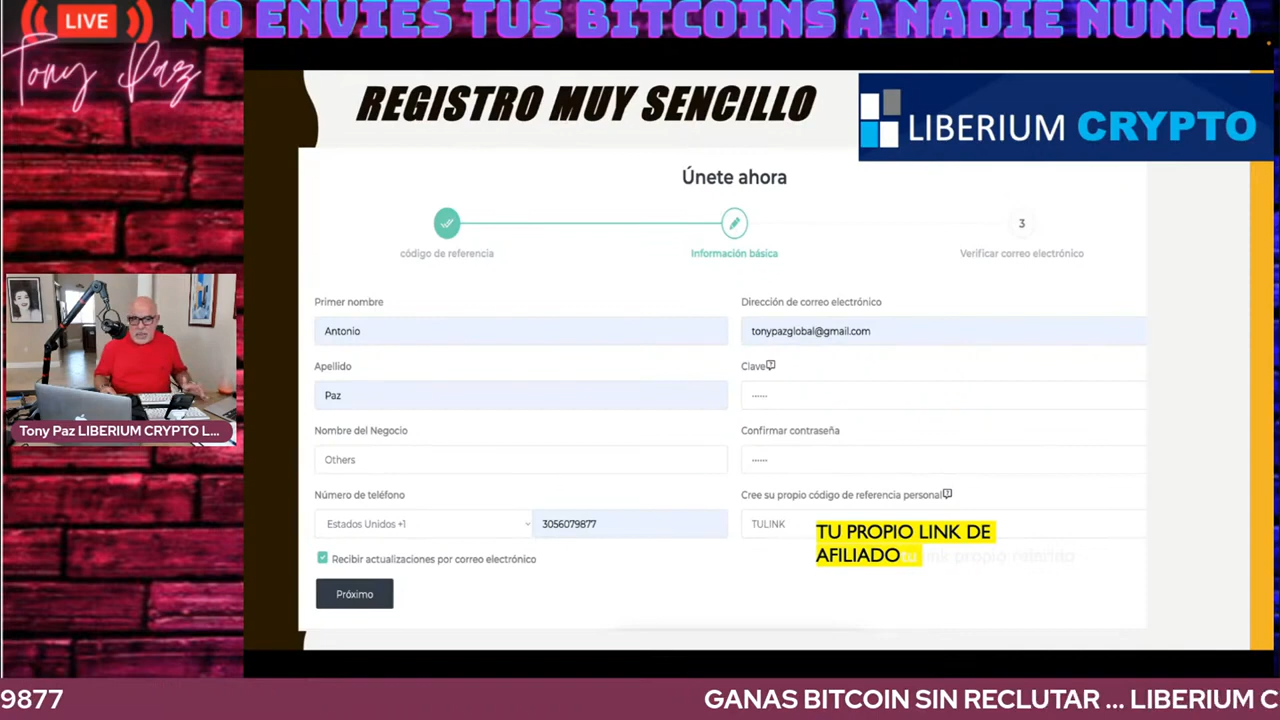 LIVE
NO ENVIES TUS BITCOINS A NADIE NUNCA
Tony Paz
REGISTRO MUY SENCILLO
LIBERIUM CRYPTO
Únete ahora
3
código de referencia
Información básica
Verificar correo electrónico
Primer nombre
Dirección de correo electrónico
Antonio
tonypazglobal@gmail.com
Apellido
Clave
Paz
Nombre del Negocio
Confirmar contraseña
Others
Número de teléfono
Cree su propio código de referencia personal
Estados Unidos +1
3056079877
TULINK
TU PROPIO LINK DE
AFILIADO
tu link propio referido
Recibir actualizaciones por correo electrónico
Próximo
Tony Paz LIBERIUM CRYPTO L...
9877
GANAS BITCOIN SIN RECLUTAR ... LIBERIUM C